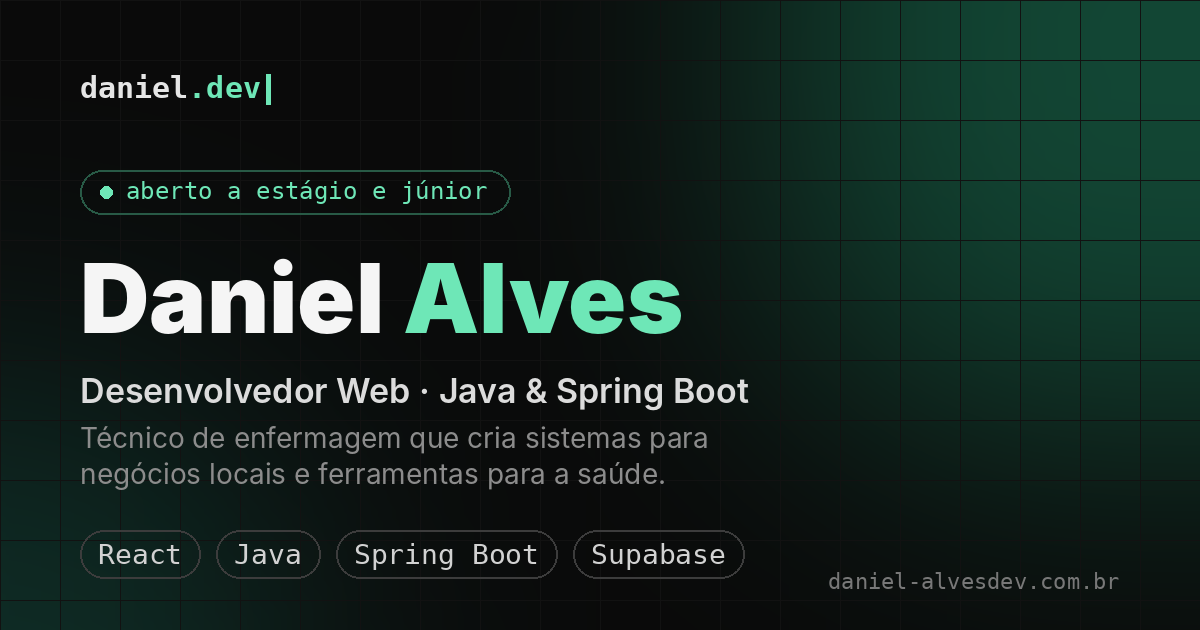 daniel.dev
aberto a estágio e júnior
Daniel Alves
Desenvolvedor Web · Java & Spring Boot
Técnico de enfermagem que cria sistemas para
negócios locais e ferramentas para a saúde.
React Java Spring Boot Supabase
daniel-alvesdev.com.br